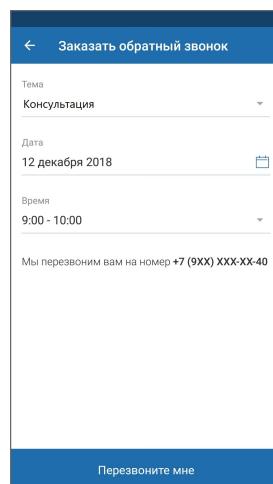 Заказать обратный звонок
Тема
Консультация
Дата
12 декабря 2018
Время
9:00 - 10:00
Мы перезвоним вам на номер +7 (9XX) XXX-XX-40
Перезвоните мне